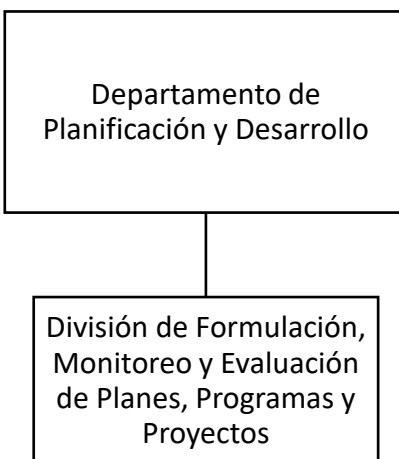 Departamento de
Planificación y Desarrollo
División de Formulación,
Monitoreo y Evaluación
de Planes, Programas y
Proyectos